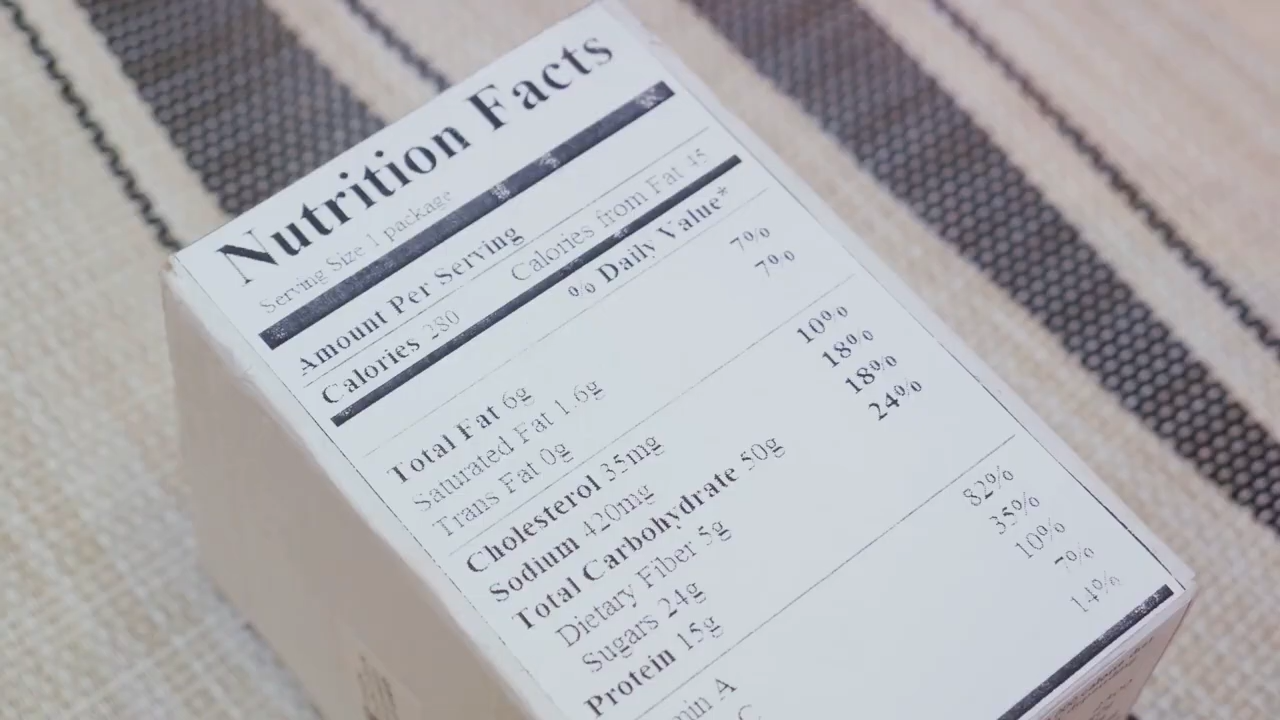 Nutrition Facts
Serving Size 1 package
Amount Per Serving
Calories 280 Calories from Fat 45
% Daily Value*
Total Fat 6g 7%
Saturated Fat 1.6g 7%
Trans Fat 0g
Cholesterol 35mg 10%
Sodium 420mg 18%
Total Carbohydrate 50g 18%
Dietary Fiber 5g 24%
Sugars 24g
Protein 15g
82%
A 35%
C 10%
7%
14%